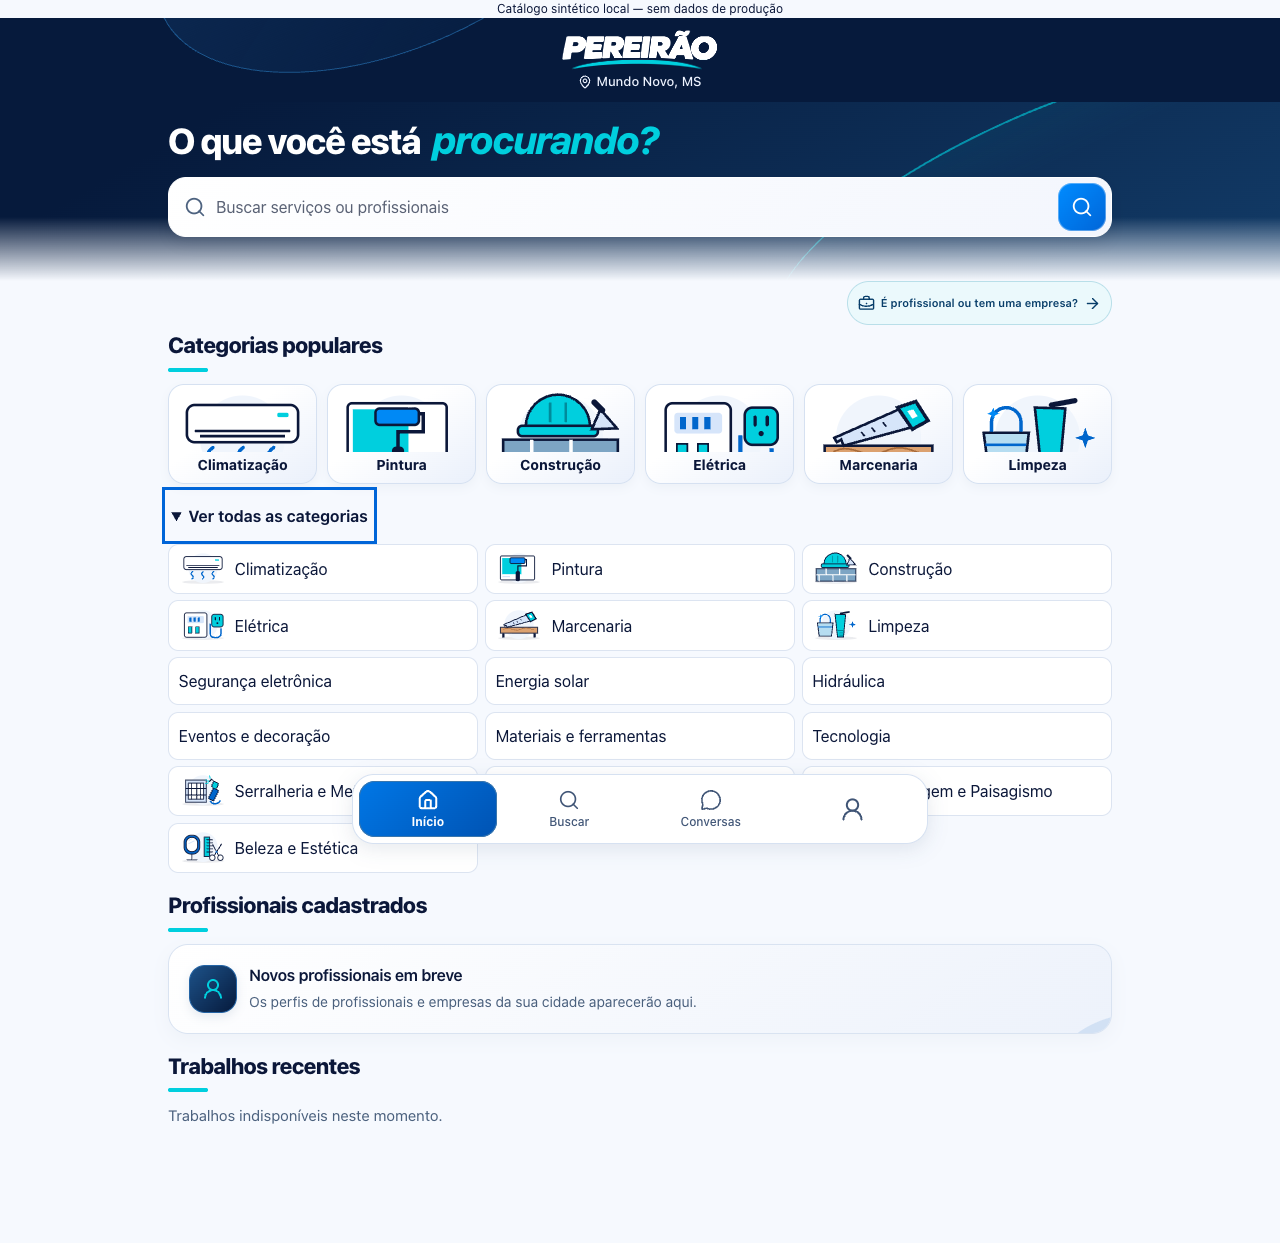 Catálogo sintético local — sem dados de produção
PEREIRÃO
Mundo Novo, MS
O que você está procurando?
Buscar serviços ou profissionais
É profissional ou tem uma empresa?
Categorias populares
Climatização
Pintura
Construção
Elétrica
Marcenaria
Limpeza
▼ Ver todas as categorias
Climatização
Pintura
Construção
Elétrica
Marcenaria
Limpeza
Segurança eletrônica
Energia solar
Hidráulica
Eventos e decoração
Materiais e ferramentas
Tecnologia
Serralheria e
e Paisagismo
Início
Buscar
Conversas
Beleza e Estética
Profissionais cadastrados
Novos profissionais em breve
Os perfis de profissionais e empresas da sua cidade aparecerão aqui.
Trabalhos recentes
Trabalhos indisponíveis neste momento.